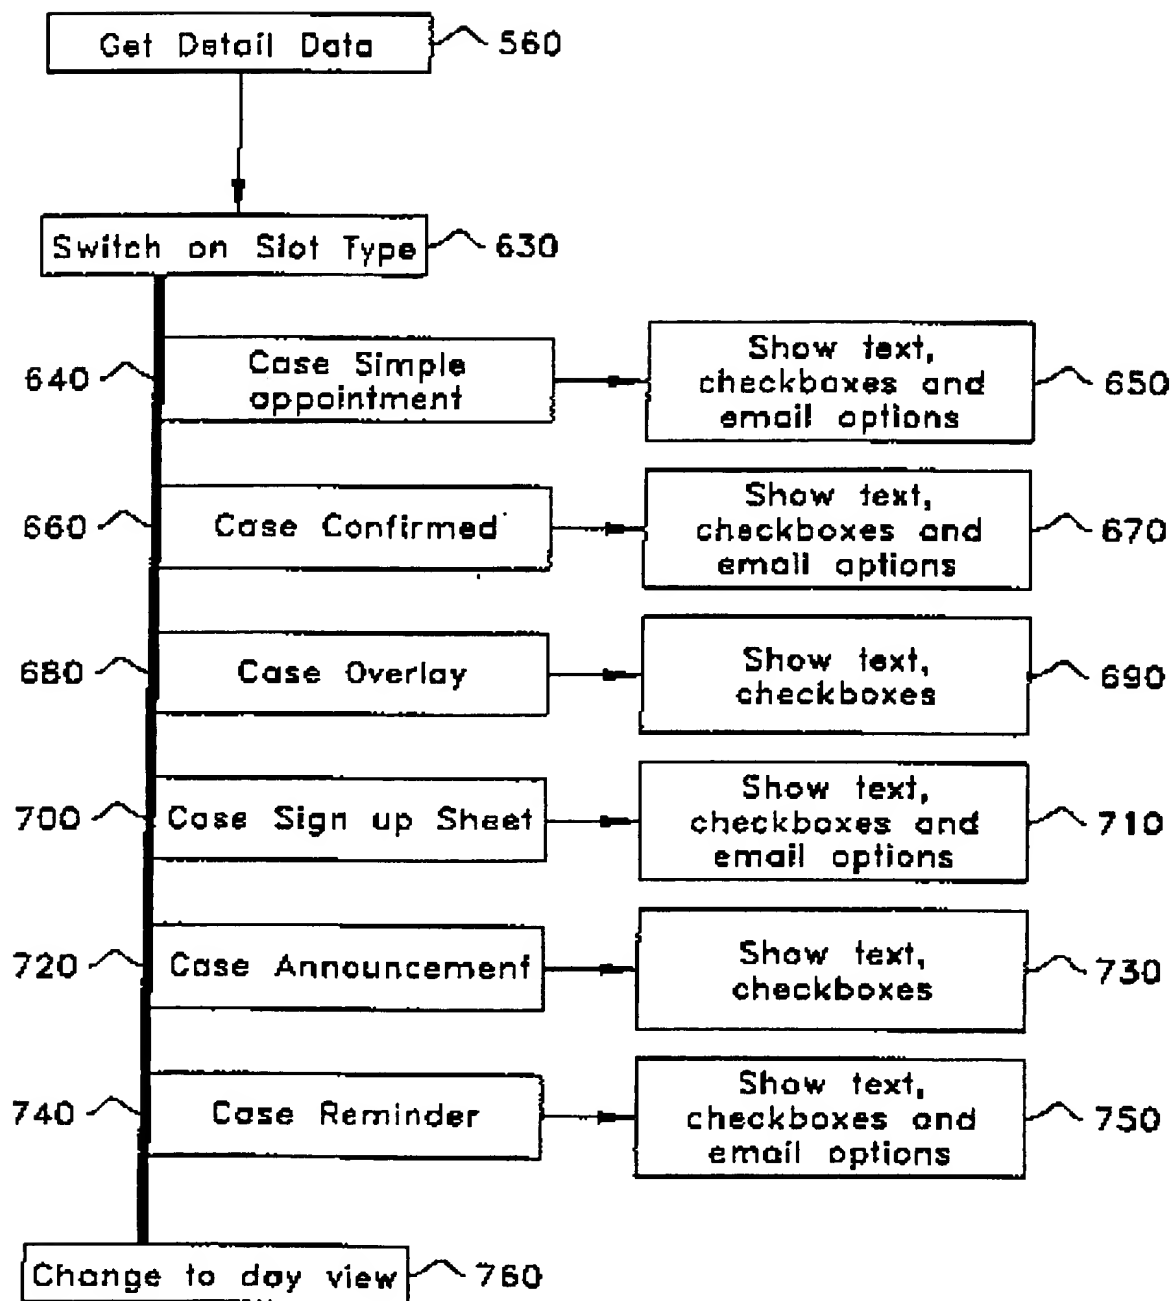 Get Detail Data 560
Switch on Slot Type 630
640
Case Simple
appointment
Show text,
checkboxes and
email options
650
660
Case Confirmed
Show text,
checkboxes and
email options
670
680
Case Overlay
Show text,
checkboxes
690
700
Case Sign up Sheet
Show text,
checkboxes and
email options
710
720
Case Announcement
Show text,
checkboxes
730
740
Case Reminder
Show text,
checkboxes and
email options
750
Change to day view 760